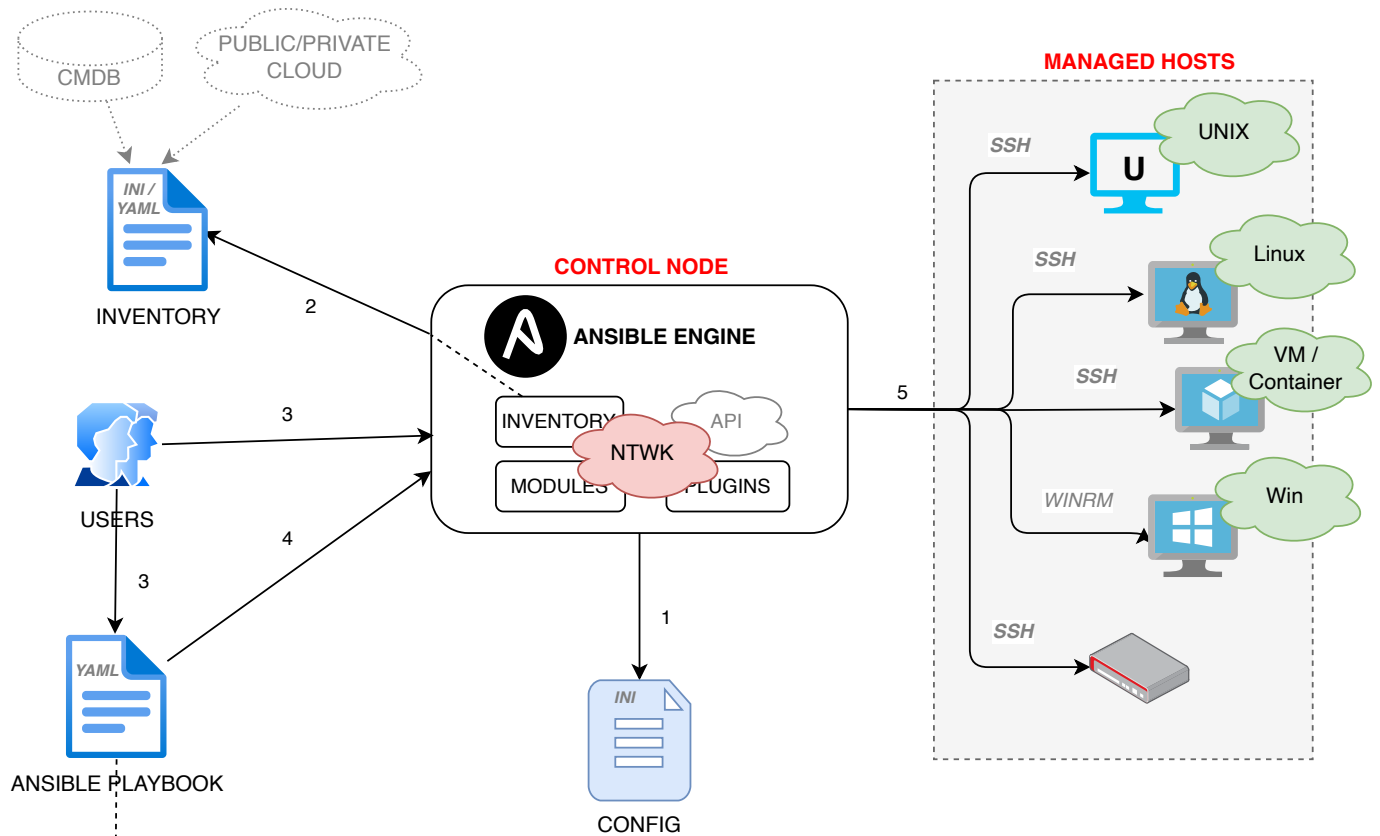 CMDB
PUBLIC/PRIVATE
CLOUD
MANAGED HOSTS
INI /
YAML
INVENTORY
2
CONTROL NODE
ANSIBLE ENGINE
INVENTORY
API
NTWK
MODULES
PLUGINS
USERS
3
3
4
YAML
ANSIBLE PLAYBOOK
1
INI
CONFIG
5
SSH
U
UNIX
SSH
Linux
SSH
VM /
Container
WINRM
Win
SSH